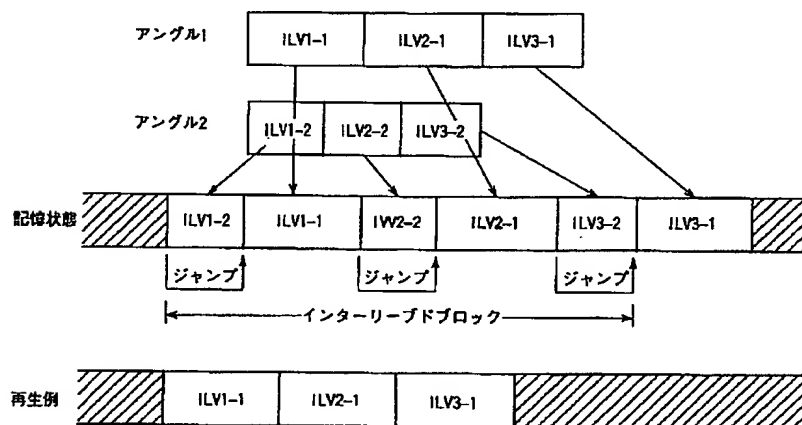 アングル1
ILV1-1 ILV2-1 ILV3-1
アングル2
ILV1-2 ILV2-2 ILV3-2
記憶状態
ILV1-2 ILV1-1 IVV2-2 ILV2-1 ILV3-2 ILV3-1
ジャンプ ジャンプ ジャンプ
インターリーブドブロック
再生例
ILV1-1 ILV2-1 ILV3-1